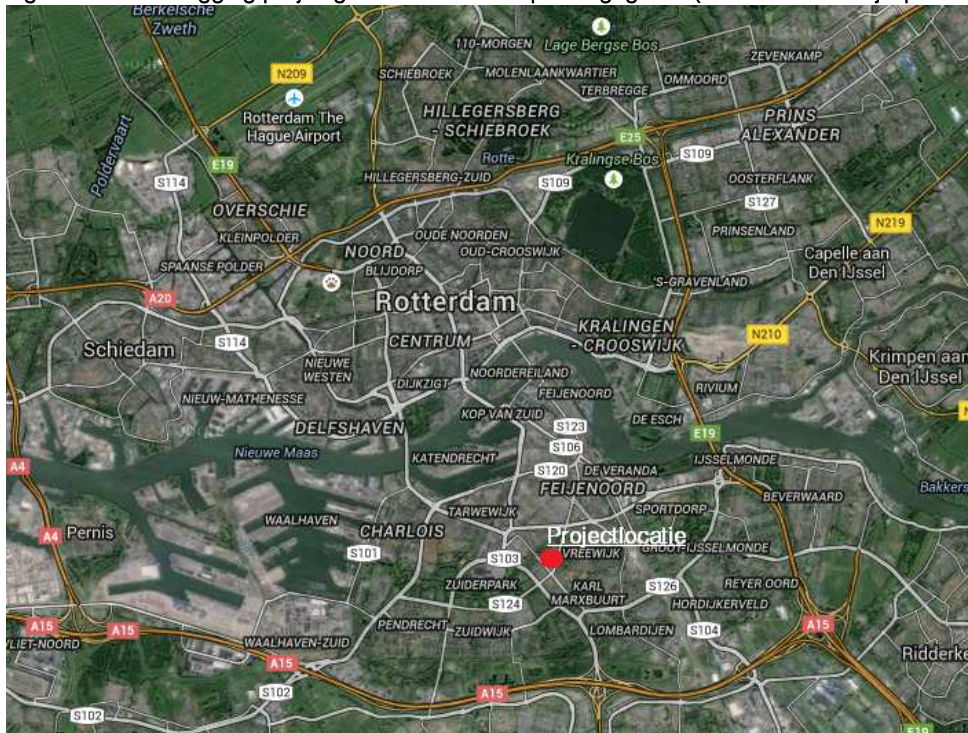 Berkelsche
Zweth
N209
Rotterdam The
Hague Airport
Poldervaart
E19
S114
OVERSCHIE
KLEINPOLDER
SPAANSE POLDER
110-MORGEN
Lage Bergse Bos
SCHIEBROEK
MOLENLAANKWARTIER
TERBREGGE
OMMOORD
ZEVENKAMP
HILLEGERSBERG
- SCHIEBROEK
PRINS
ALEXANDER
E25
Rotte
Kralingse Bos
S109
HILLEGERSBERG-ZUID
S109
OOSTERFLANK
S127
PRINSENLAND
N219
OUDE NOORDEN
NOORD
OUD-CROOSWIJK
BLIJDORP
Capelle aan
Den IJssel
'S-GRAVENLAND
A20
Rotterdam
KRALINGEN
- CROOSWIJK
N210
Schiedam
S114
CENTRUM
NIEUWE
WESTEN
DIJKZIGT
NOORDEREILAND
FEIJENOORD
RIVIUM
Krimpen aan
Den IJssel
NIEUW-MATHENESSE
DELFSHAVEN
KOP VAN ZUID
S123
DE ESCH
E19
S106
Nieuwe Maas
KATENDRECHT
S120
DE VERANDA
IJSSELMONDE
A4
FEIJENOORD
BEVERWAARD
Bakkers
WAALHAVEN
TARWEWIJK
SPORTDORP
A4
Pernis
CHARLOIS
Projectlocatie
S101
S103
VREEWIJK
GROOT-IJSSELMONDE
ZUIDERPARK
KARL
MARXBUURT
S126
REYEROORD
S124
HORDIJKERVELD
A15
A15
PENDRECHT
ZUIDWIJK
LOMBARDIJEN
S104
A15
VLIET-NOORD
WAALHAVEN-ZUID
A15
Ridderke
S102
A15
S102
E19